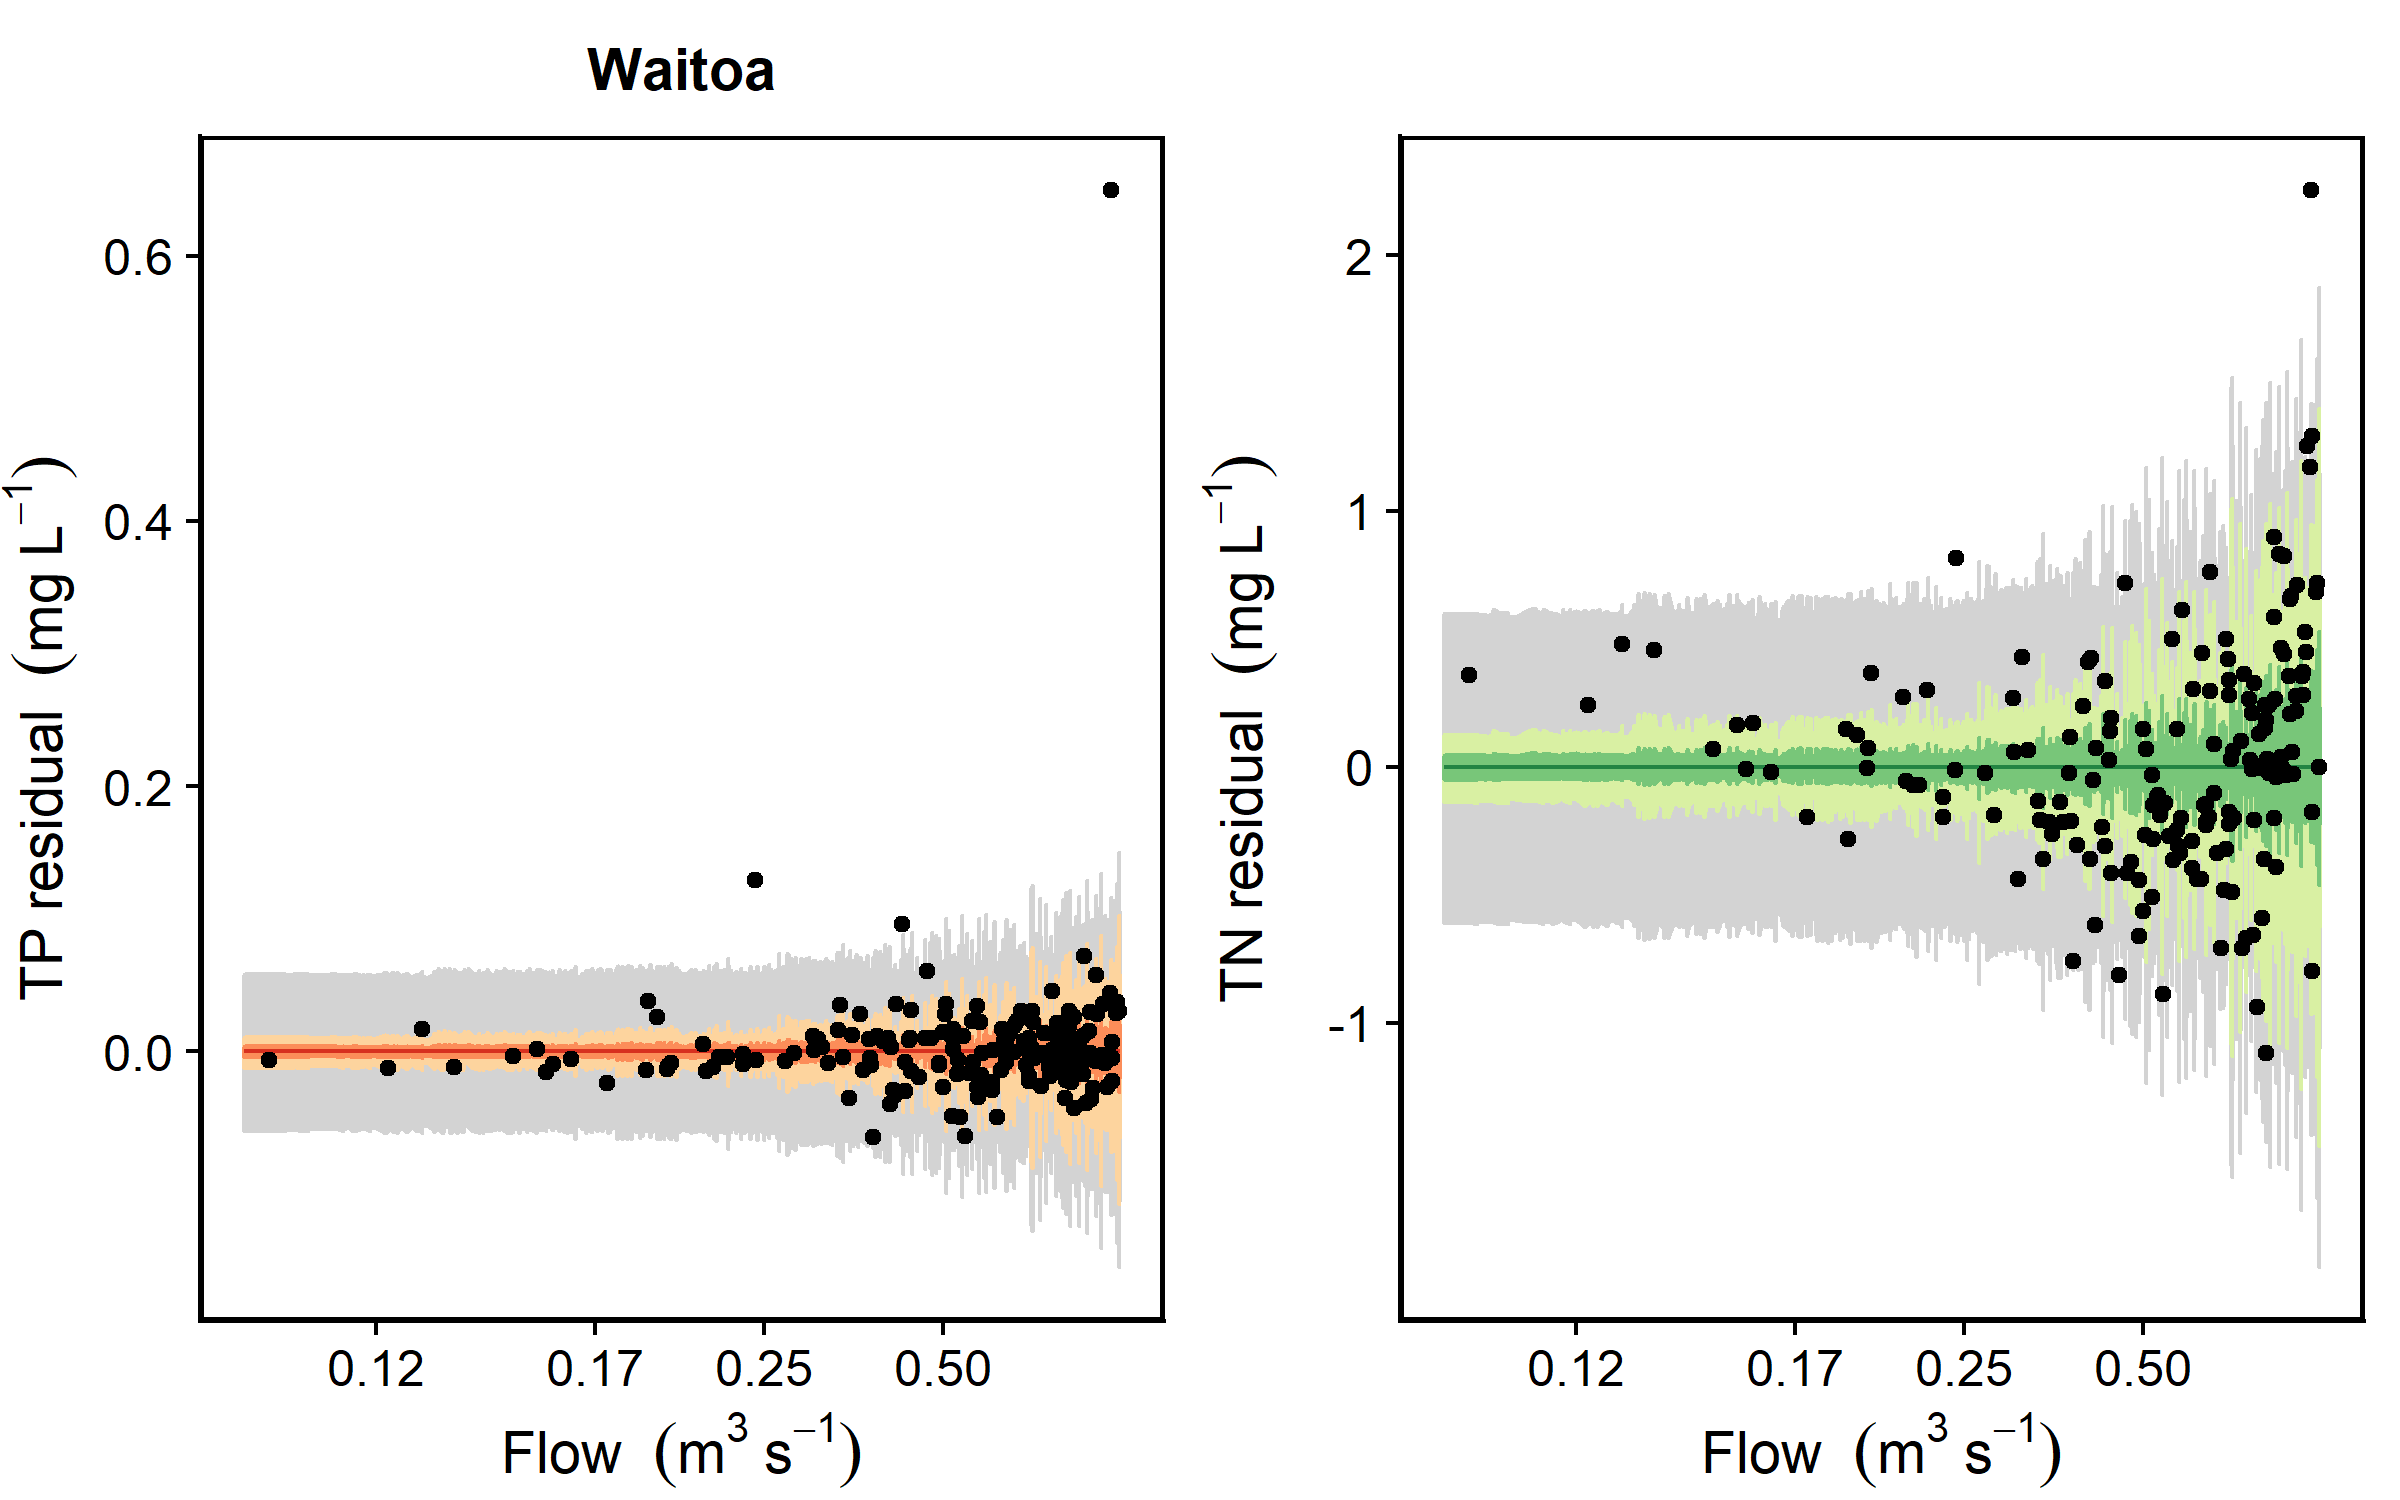 Waitoa
TP residual (mg L−1)
0.6
0.4
0.2
0.0
0.12 0.17 0.25 0.50
Flow (m3 s−1)
TN residual (mg L−1)
2
1
0
-1
0.12 0.17 0.25 0.50
Flow (m3 s−1)